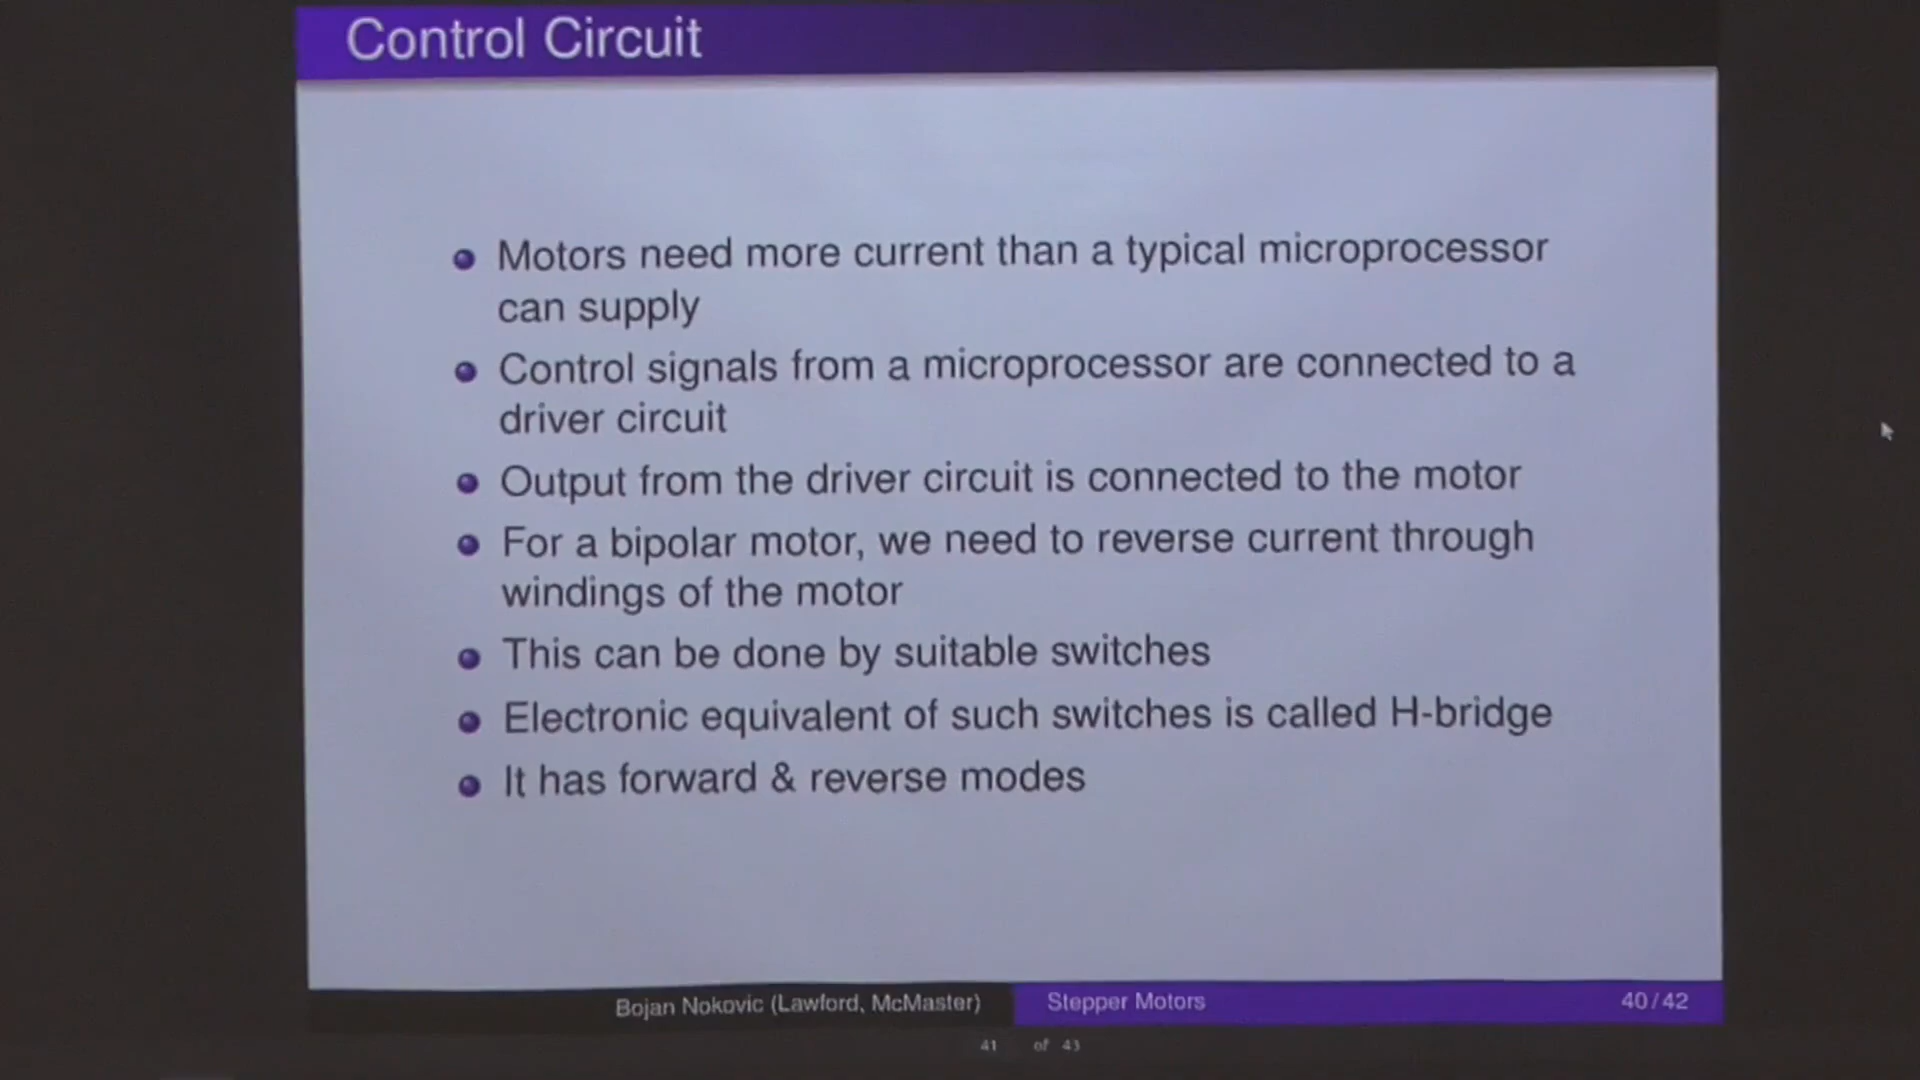 Control Circuit
Motors need more current than a typical microprocessor
can supply
Control signals from a microprocessor are connected to a
driver circuit
Output from the driver circuit is connected to the motor
For a bipolar motor, we need to reverse current through
windings of the motor
This can be done by suitable switches
Electronic equivalent of such switches is called H-bridge
It has forward & reverse modes
Bojan Nokovic (Lawford, McMaster) Stepper Motors 40/42
41 of 43